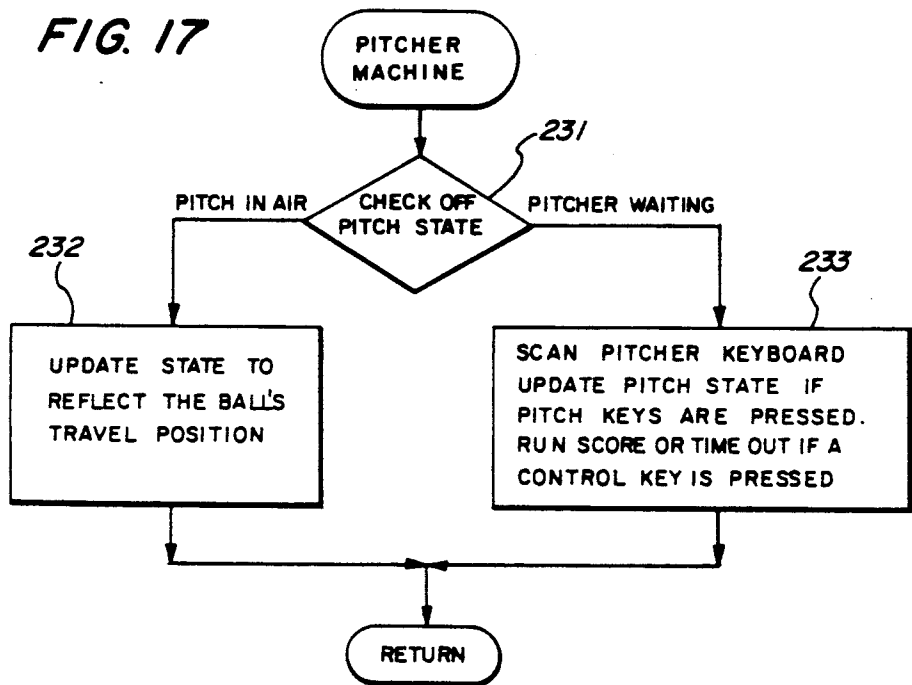 FIG. 17
PITCHER
MACHINE
231
CHECK OFF
PITCH STATE
PITCH IN AIR
PITCHER WAITING
232
UPDATE STATE TO
REFLECT THE BALL'S
TRAVEL POSITION
233
SCAN PITCHER KEYBOARD
UPDATE PITCH STATE IF
PITCH KEYS ARE PRESSED.
RUN SCORE OR TIME OUT IF A
CONTROL KEY IS PRESSED
RETURN